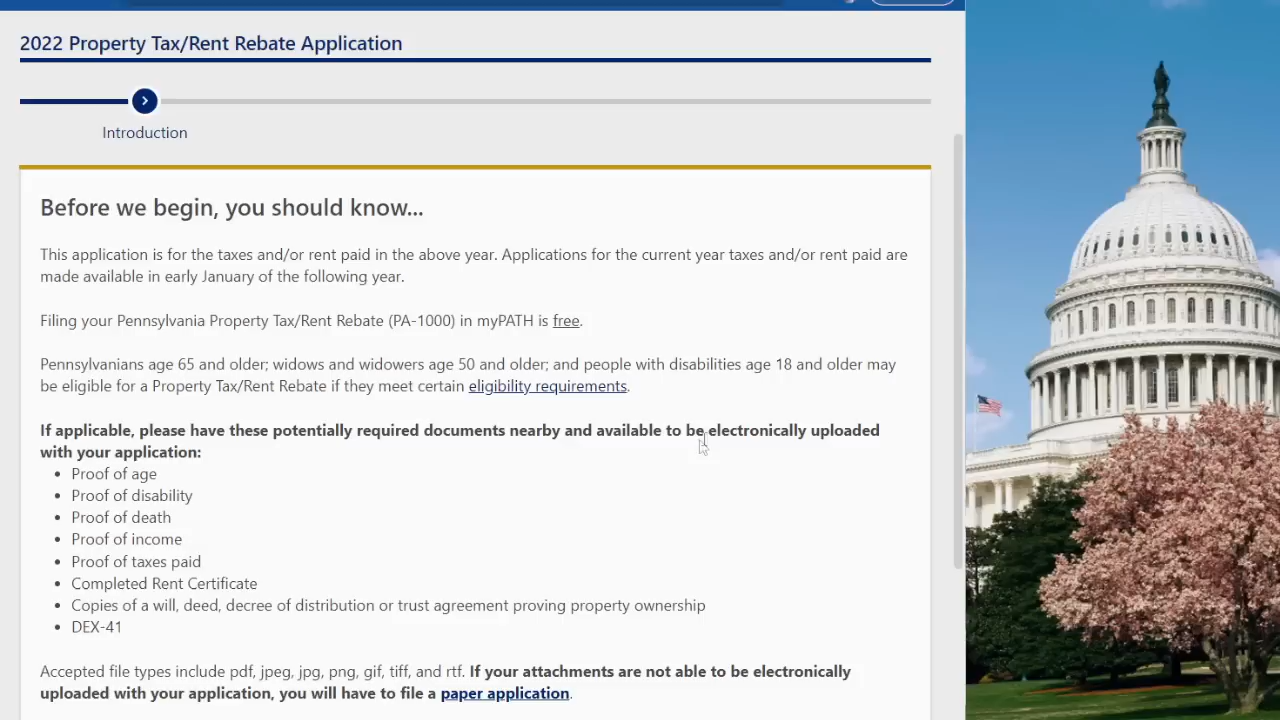 2022 Property Tax/Rent Rebate Application
Introduction
Before we begin, you should know...
This application is for the taxes and/or rent paid in the above year. Applications for the current year taxes and/or rent paid are
made available in early January of the following year.
Filing your Pennsylvania Property Tax/Rent Rebate (PA-1000) in myPATH is free.
Pennsylvanians age 65 and older; widows and widowers age 50 and older; and people with disabilities age 18 and older may
be eligible for a Property Tax/Rent Rebate if they meet certain eligibility requirements.
If applicable, please have these potentially required documents nearby and available to be electronically uploaded
with your application:
• Proof of age
• Proof of disability
• Proof of death
• Proof of income
• Proof of taxes paid
• Completed Rent Certificate
• Copies of a will, deed, decree of distribution or trust agreement proving property ownership
• DEX-41
Accepted file types include pdf, jpeg, jpg, png, gif, tiff, and rtf. If your attachments are not able to be electronically
uploaded with your application, you will have to file a paper application.